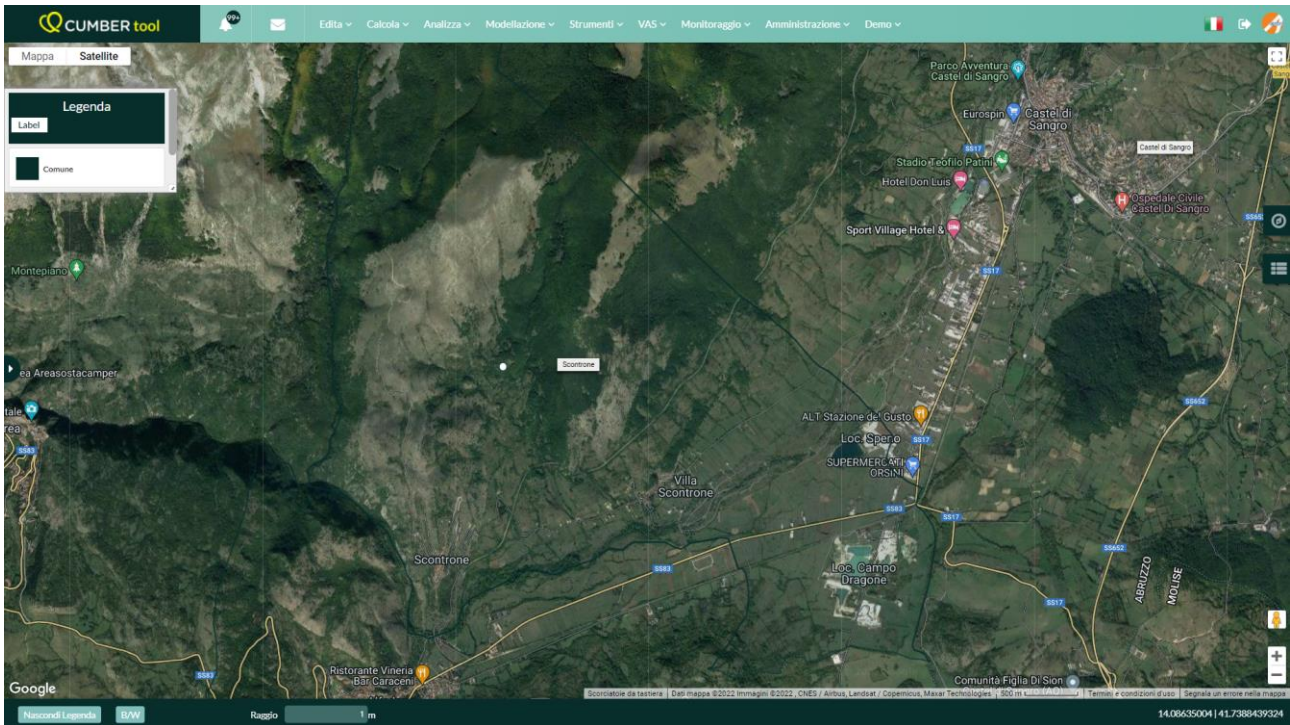 CUMBER tool
99+
Edita
Calcola
Analizza
Modellazione
Strumenti
VAS
Monitoraggio
Amministrazione
Demo
Mappa
Satellite
Legenda
Label
Comune
Parco Avventura
Castel di Sangro
Eurospin
Castel di
Sangro
SS17
Castel di Sangro
Stadio Teofilo Patini
Hotel Don Luis
Ospedale Civile
Castel Di Sangro
Sport Village Hotel &
Montepiano
SS17
ea Areasostacamper
Scontrone
SS652
ALT Stazione del Gusto
Loc. Sperio
SS17
SUPERMERCATI
ORSINI
SS83
Villa
Scontrone
SS83
SS17
Scontrone
SS83
Loc. Campo
Dragone
SS652
ABRUZZO
MOLISE
SS17
Ristorante Vineria
Bar Caraceni
SS83
Comunità Figlia Di Sion
Google
Scorciatoie da tastiera
Dati mappa ©2022 Immagini ©2022 , CNES / Airbus, Landsat / Copernicus, Maxar Technologies
500 m
Termini e condizioni d'uso
Segnala un errore nella mappa
Nascondi Legenda
B/W
Raggio
1 m
14.08635004 | 41.7388439324